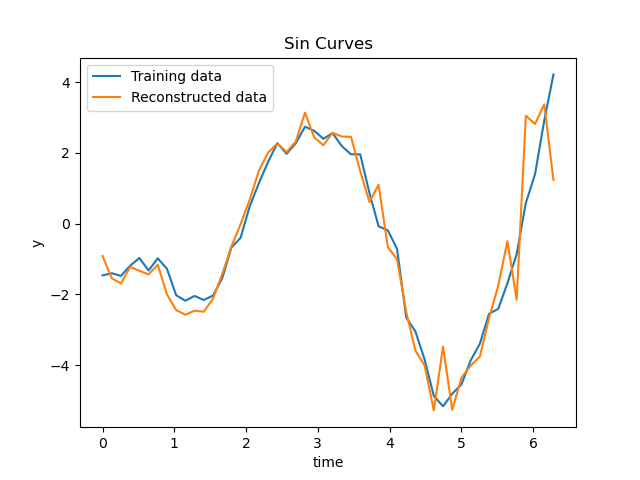 Sin Curves
Training data
Reconstructed data
4
2
0
−2
−4
y
0 1 2 3 4 5 6
time